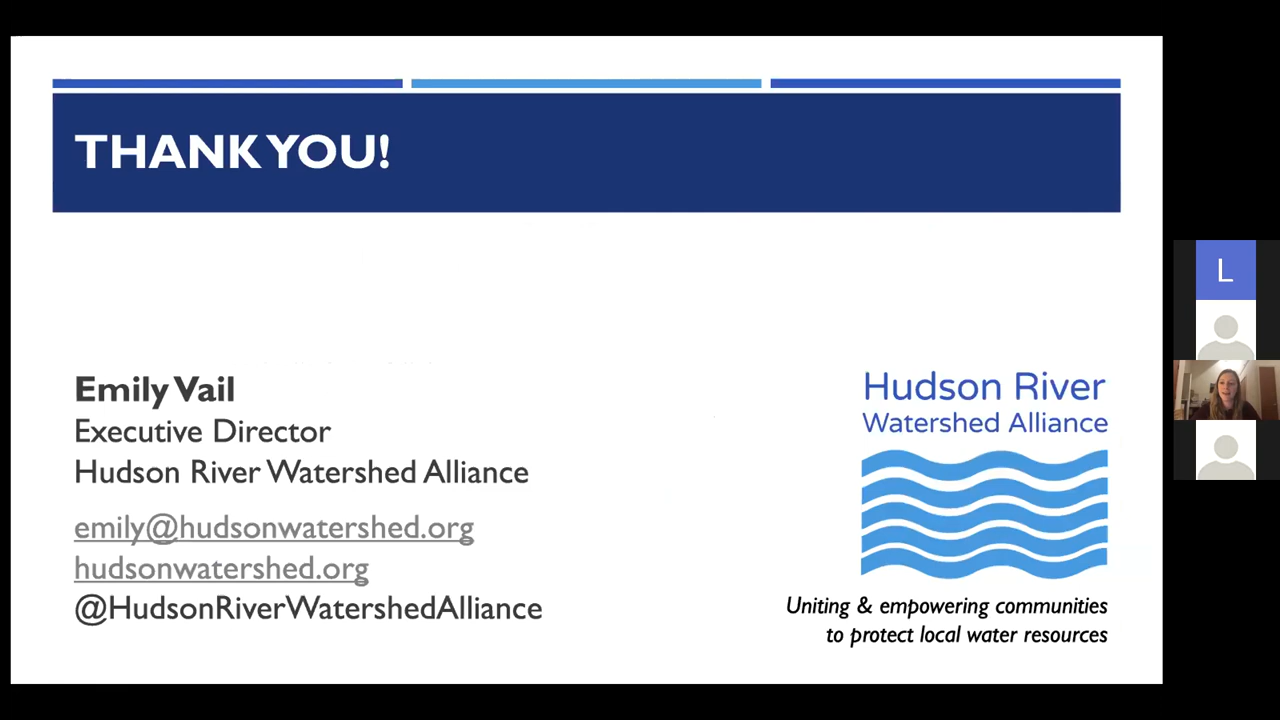 THANK YOU!
Emily Vail
Executive Director
Hudson River Watershed Alliance
emily@hudsonwatershed.org
hudsonwatershed.org
@HudsonRiverWatershedAlliance
Hudson River
Watershed Alliance
Uniting & empowering communities
to protect local water resources
L